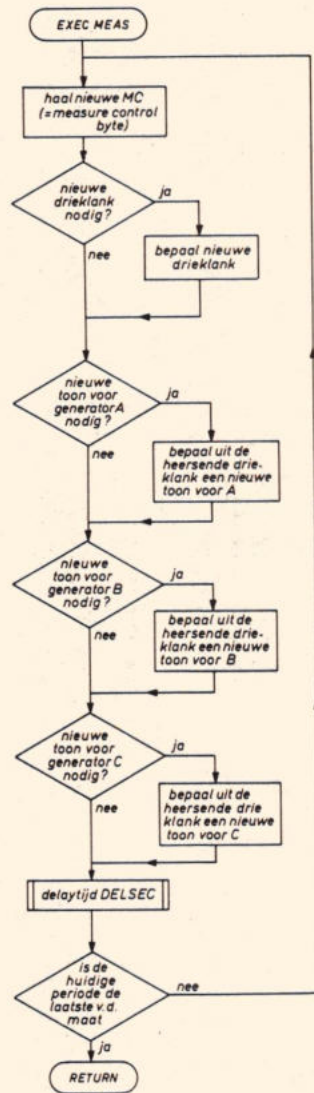 EXEC MEAS
haal nieuwe MC
(=measure control
byte)
nieuwe
drieklank
nodig?
ja
nee
bepaal nieuwe
drieklank
nieuwe
toon voor
generator A
nodig?
ja
nee
bepaal uit de
heersende drie-
klank een nieuwe
toon voor A
nieuwe
toon voor
generator B
nodig?
ja
nee
bepaal uit de
heersende drie-
klank een nieuwe
toon voor B
nieuwe
toon voor
generator C
nodig?
ja
nee
bepaal uit de
heersende drie
klank een nieuwe
toon voor C
delaytijd DELSEC
is de
huidige
periode de
laatste v.d.
maat
nee
ja
RETURN